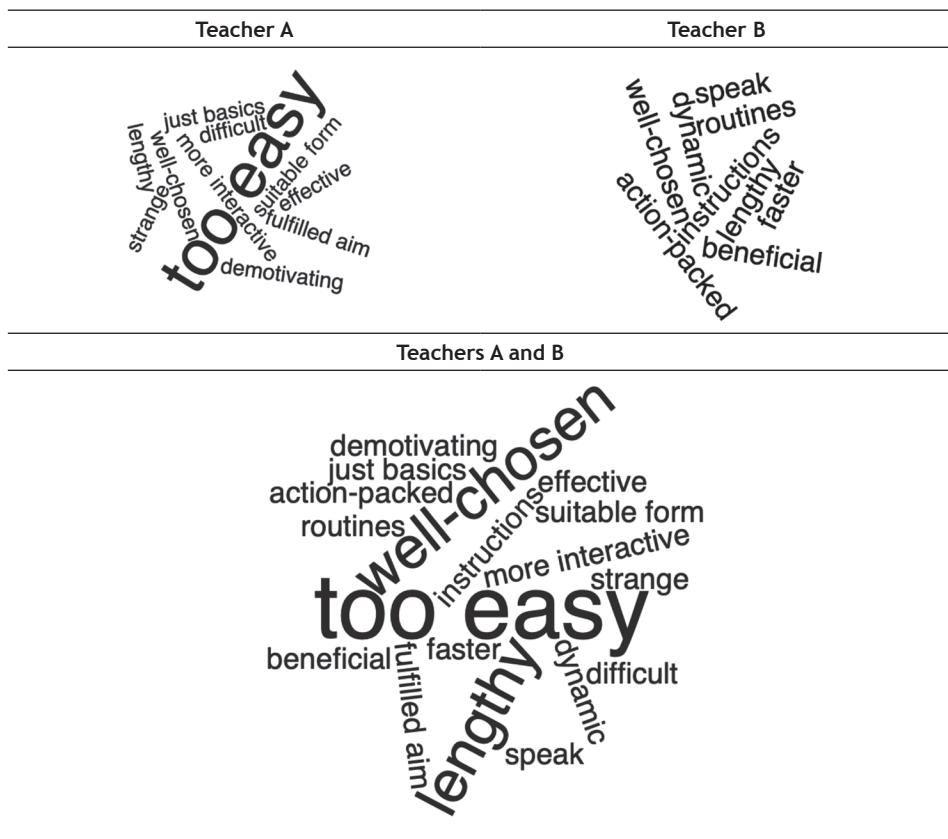 Teacher A
Teacher B
just basics
difficult
too easy
lengthy
well-chosen
more interactive
suitable form
effective
strange
fulfilled aim
demotivating
well-chosen
dynamic
speak
routines
instructions
lengthy
faster
action-packed
beneficial
Teachers A and B
well-chosen
demotivating
just basics
action-packed
routines
effective
suitable form
instructions
more interactive
strange
too easy
beneficial
faster
fulfilled aim
lengthy
dynamic
difficult
speak